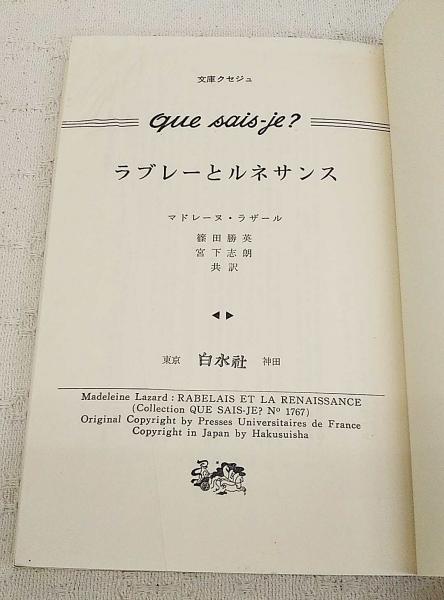 文庫クセジュ
que sais-je?
ラブレーとルネサンス
マドレーヌ・ラザール
篠田勝英
宮下志朗
共訳
東京 白水社 神田
Madeleine Lazard : RABELAIS ET LA RENAISSANCE
(Collection QUE SAIS-JE? Nº 1767)
Original Copyright by Presses Universitaires de France
Copyright in Japan by Hakusuisha